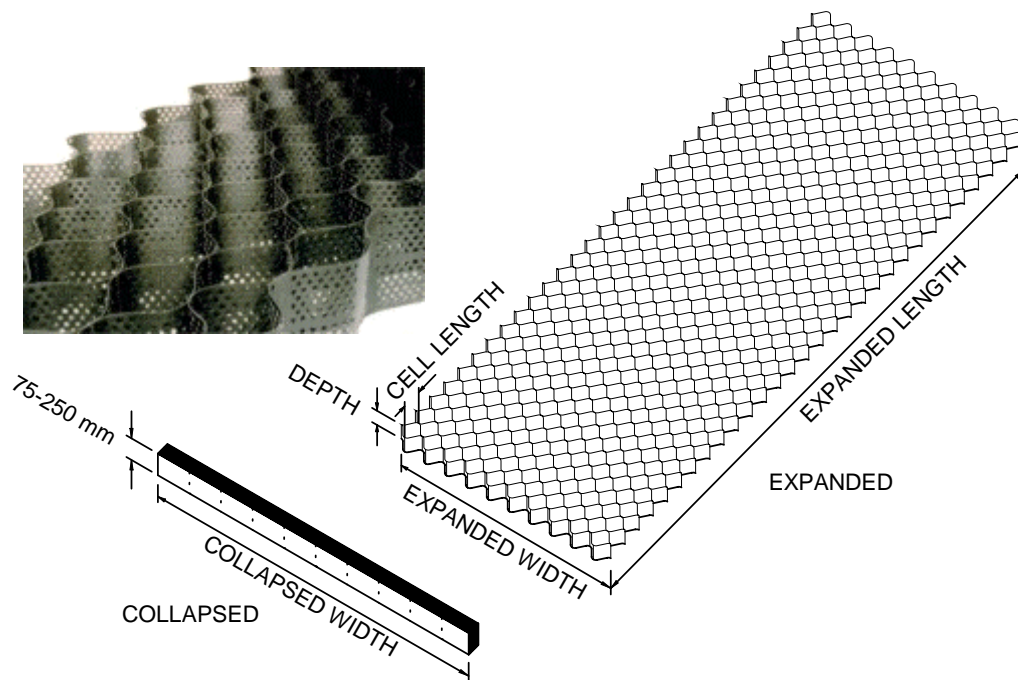 CELL LENGTH
DEPTH
75-250 mm
EXPANDED LENGTH
EXPANDED
EXPANDED WIDTH
COLLAPSED WIDTH
COLLAPSED